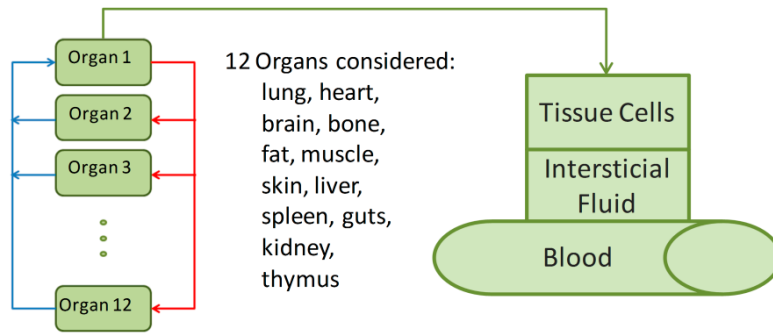 Organ 1
Organ 2
Organ 3
Organ 12
12 Organs considered:
lung, heart,
brain, bone,
fat, muscle,
skin, liver,
spleen, guts,
kidney,
thymus
Tissue Cells
Intersticial
Fluid
Blood